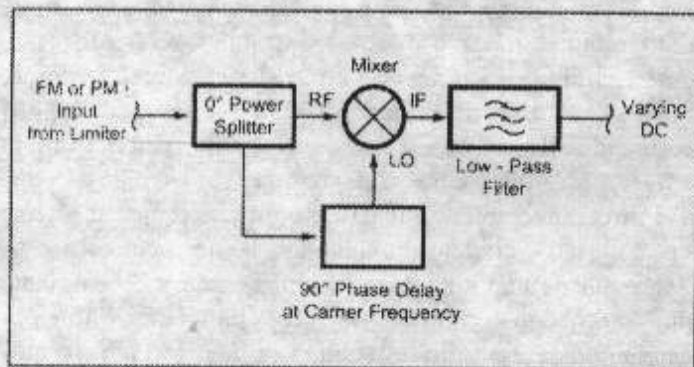 FM or PM
Input
from Limiter
0° Power
Splitter
RF
Mixer
IF
LO
Low - Pass
Filter
Varying
DC
90° Phase Delay
at Carrier Frequency